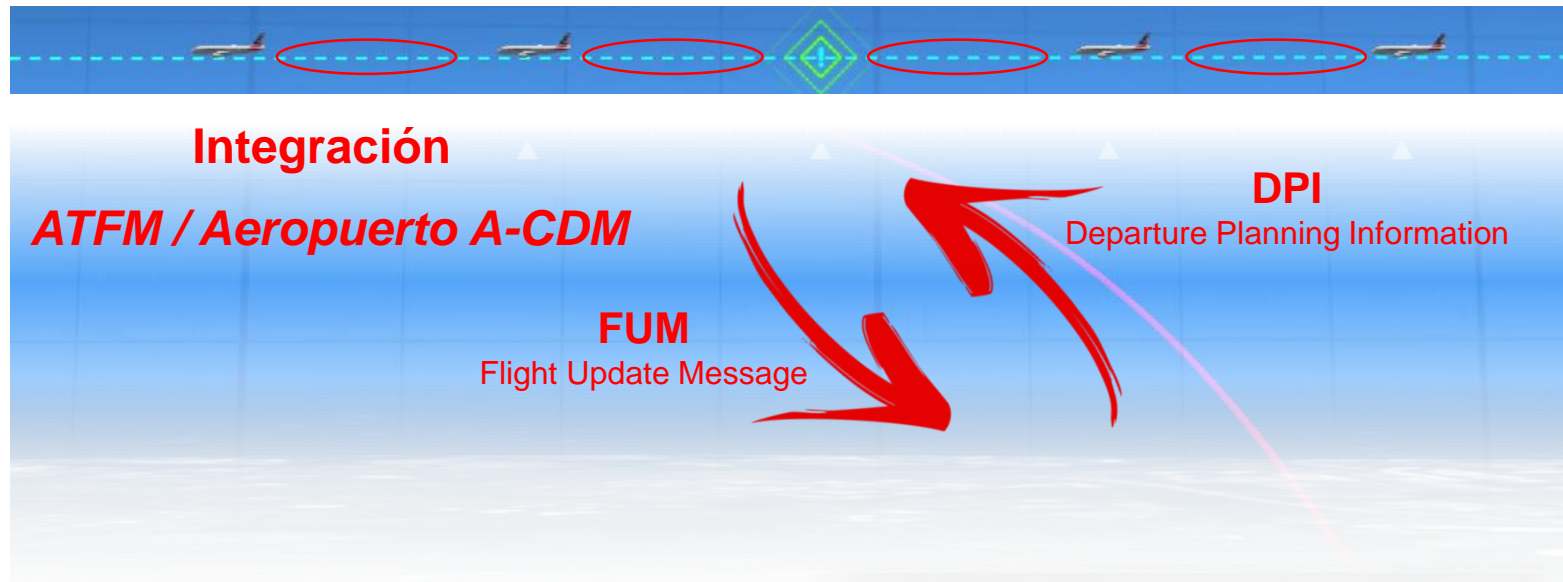 Integración
ATFM / Aeropuerto A-CDM
DPI
Departure Planning Information
FUM
Flight Update Message